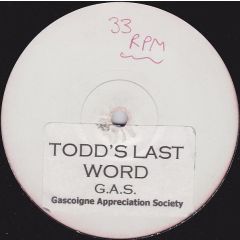 33
RPM
TODD'S LAST
WORD
G.A.S.
Gascoigne Appreciation Society